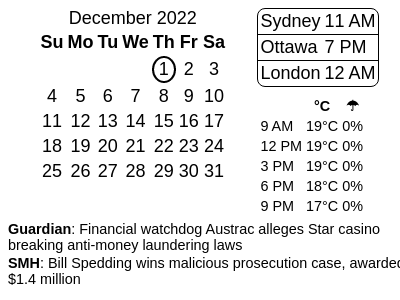 December 2022
Su Mo Tu We Th Fr Sa
1 2 3
4 5 6 7 8 9 10
11 12 13 14 15 16 17
18 19 20 21 22 23 24
25 26 27 28 29 30 31
Sydney 11 AM
Ottawa 7 PM
London 12 AM
°C ☂
9 AM 19°C 0%
12 PM 19°C 0%
3 PM 19°C 0%
6 PM 18°C 0%
9 PM 17°C 0%
Guardian: Financial watchdog Austrac alleges Star casino
breaking anti-money laundering laws
SMH: Bill Spedding wins malicious prosecution case, awarded
$1.4 million